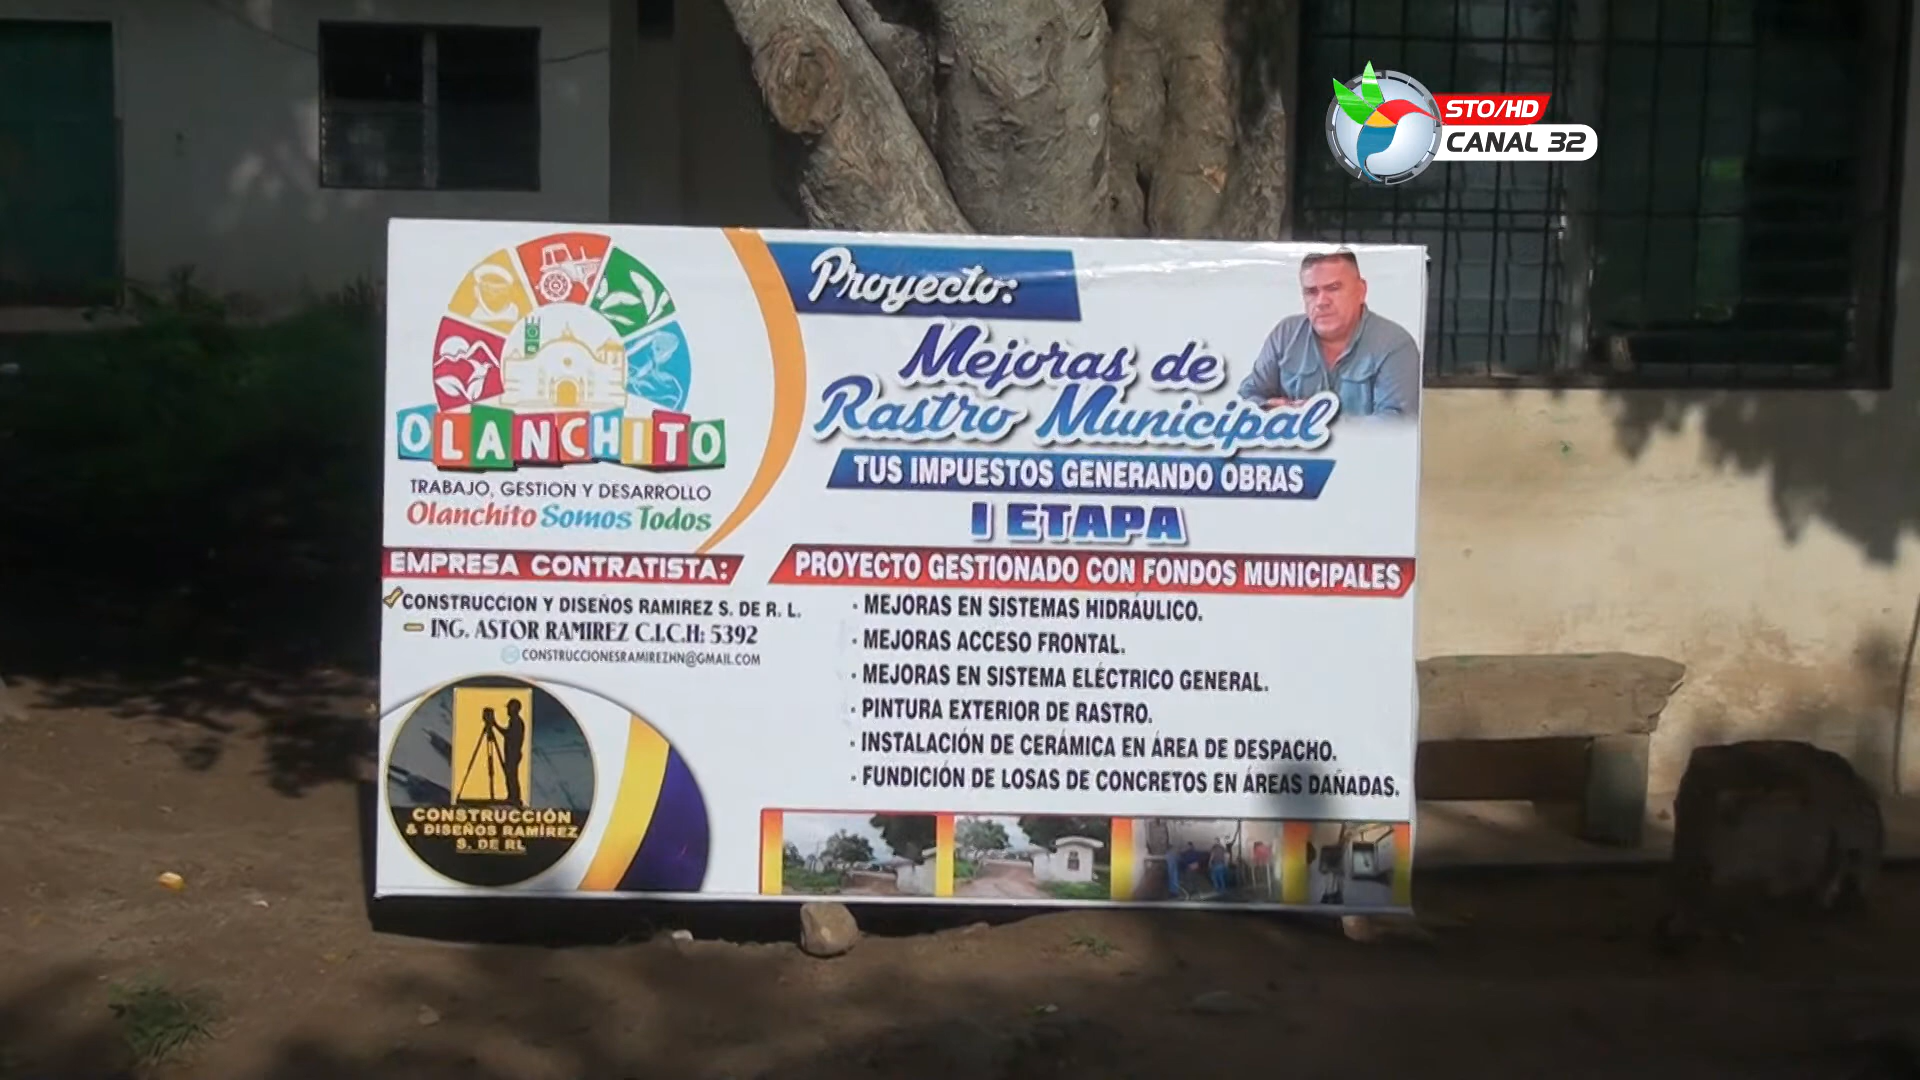 STO/HD
CANAL 32
Proyecto:
Mejoras de
Rastro Municipal
TUS IMPUESTOS GENERANDO OBRAS
I ETAPA
OLANCHITO
TRABAJO, GESTION Y DESARROLLO
Olanchito Somos Todos
EMPRESA CONTRATISTA:
CONSTRUCCION Y DISEÑOS RAMIREZ S. DE R. L.
ING. ASTOR RAMIREZ C.I.C.H: 5392
CONSTRUCCIONESRAMIREZHN@GMAIL.COM
CONSTRUCCIÓN
& DISEÑOS RAMÍREZ
S. DE RL
PROYECTO GESTIONADO CON FONDOS MUNICIPALES
· MEJORAS EN SISTEMAS HIDRÁULICO.
· MEJORAS ACCESO FRONTAL.
· MEJORAS EN SISTEMA ELÉCTRICO GENERAL.
· PINTURA EXTERIOR DE RASTRO.
· INSTALACIÓN DE CERÁMICA EN ÁREA DE DESPACHO.
· FUNDICIÓN DE LOSAS DE CONCRETOS EN ÁREAS DAÑADAS.